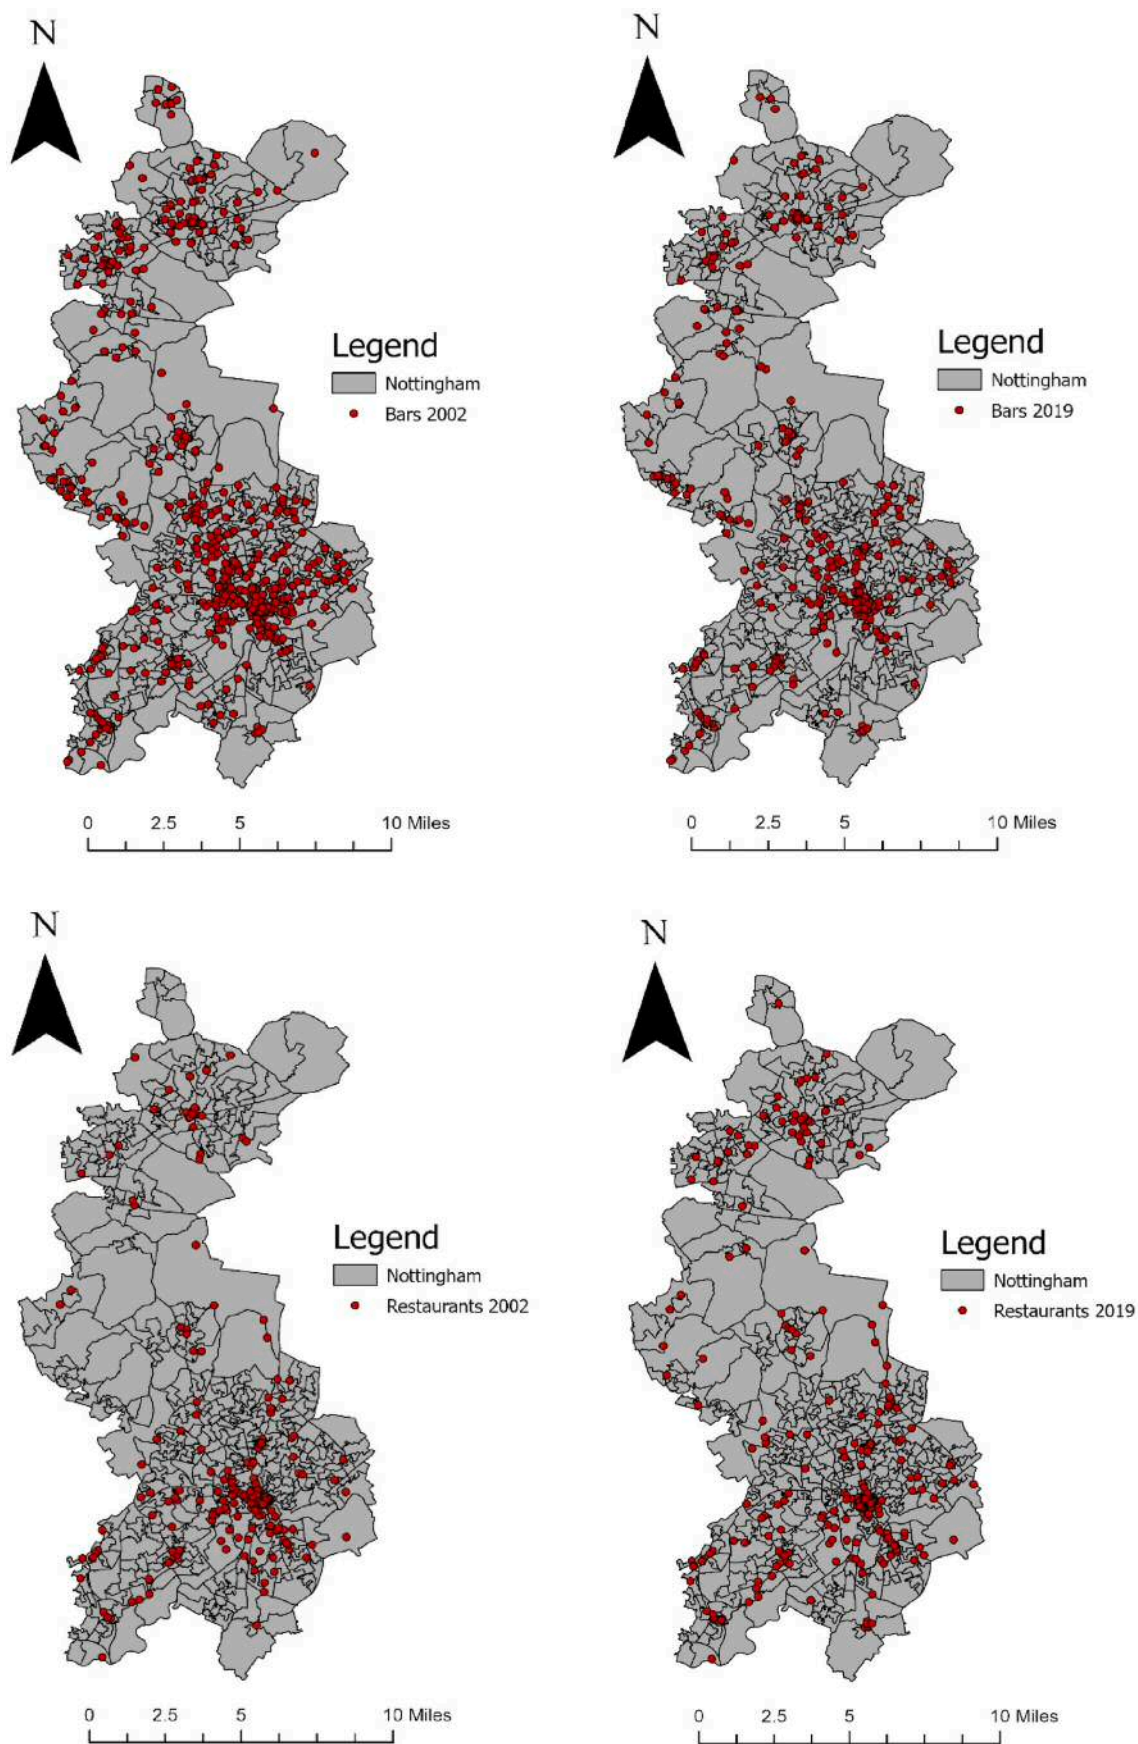 N
Legend
Nottingham
Bars 2002
0 2.5 5 10 Miles
N
Legend
Nottingham
Bars 2019
0 2.5 5 10 Miles
N
Legend
Nottingham
Restaurants 2002
0 2.5 5 10 Miles
N
Legend
Nottingham
Restaurants 2019
0 2.5 5 10 Miles